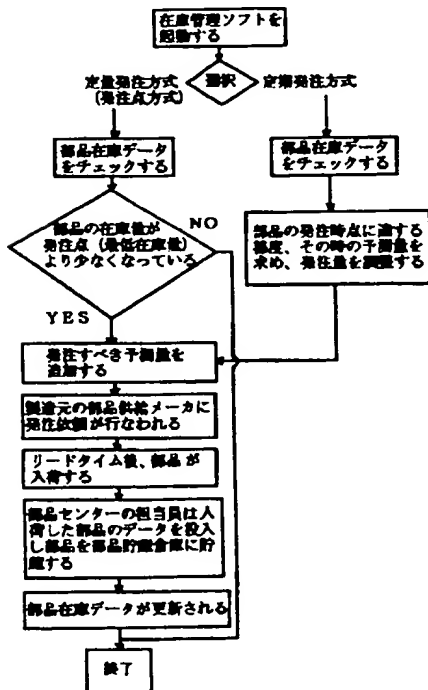 在庫管理ソフトを
起動する
選択
定量発注方式
(発注点方式)
定期発注方式
部品在庫データ
をチェックする
部品在庫データ
をチェックする
部品の在庫量が
発注点(最低在庫量)
より少なくなっている
NO
YES
部品の発注時点に達する
都度、その時の予測量を
求め、発注量を調整する
発注すべき予測量を
追加する
製造元の部品供給メーカに
発注依頼が行なわれる
リードタイム後、部品が
入荷する
部品センターの担当員は入
荷した部品のデータを投入
し部品を部品貯蔵倉庫に貯
蔵する
部品在庫データが更新される
終了